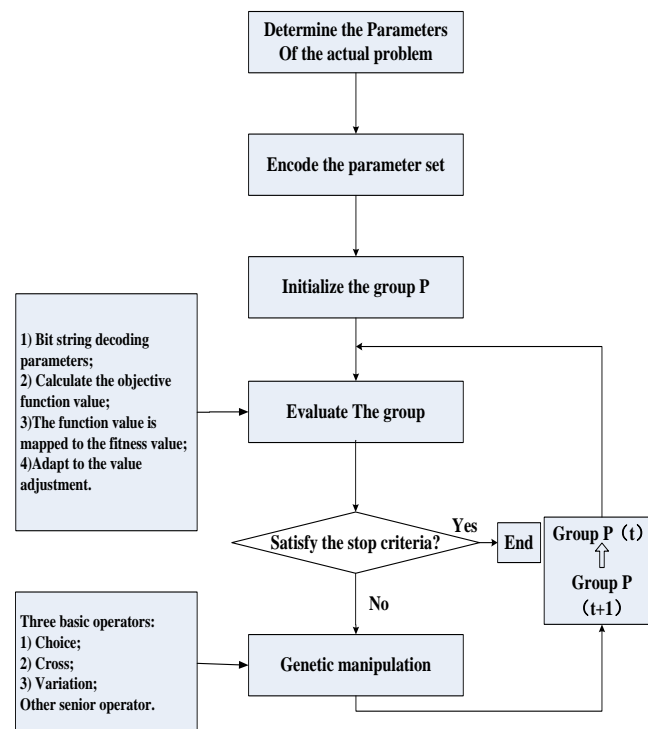 Determine the Parameters
Of the actual problem
Encode the parameter set
Initialize the group P
1) Bit string decoding
parameters;
2) Calculate the objective
function value;
3)The function value is
mapped to the fitness value;
4)Adapt to the value
adjustment.
Evaluate The group
Satisfy the stop criteria?
Yes
End
Group P（t）
Group P
（t+1）
No
Three basic operators:
1) Choice;
2) Cross;
3) Variation;
Other senior operator.
Genetic manipulation